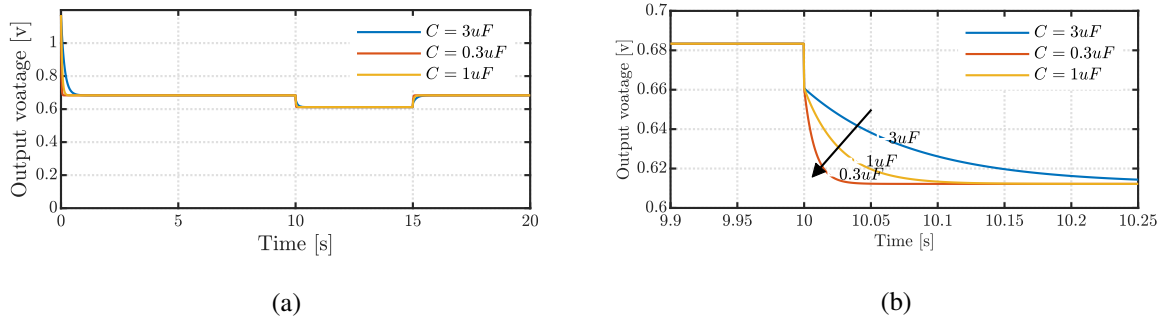 Output voatage [v]
1
0.8
0.6
0.4
0.2
0
0
5
10
15
20
Time [s]
C = 3uF
C = 0.3uF
C = 1uF
(a)
Output voatage [v]
0.7
0.68
0.66
0.64
0.62
0.6
9.9
9.95
10
10.05
10.1
10.15
10.2
10.25
Time [s]
C = 3uF
C = 0.3uF
C = 1uF
3uF
1uF
0.3uF
(b)